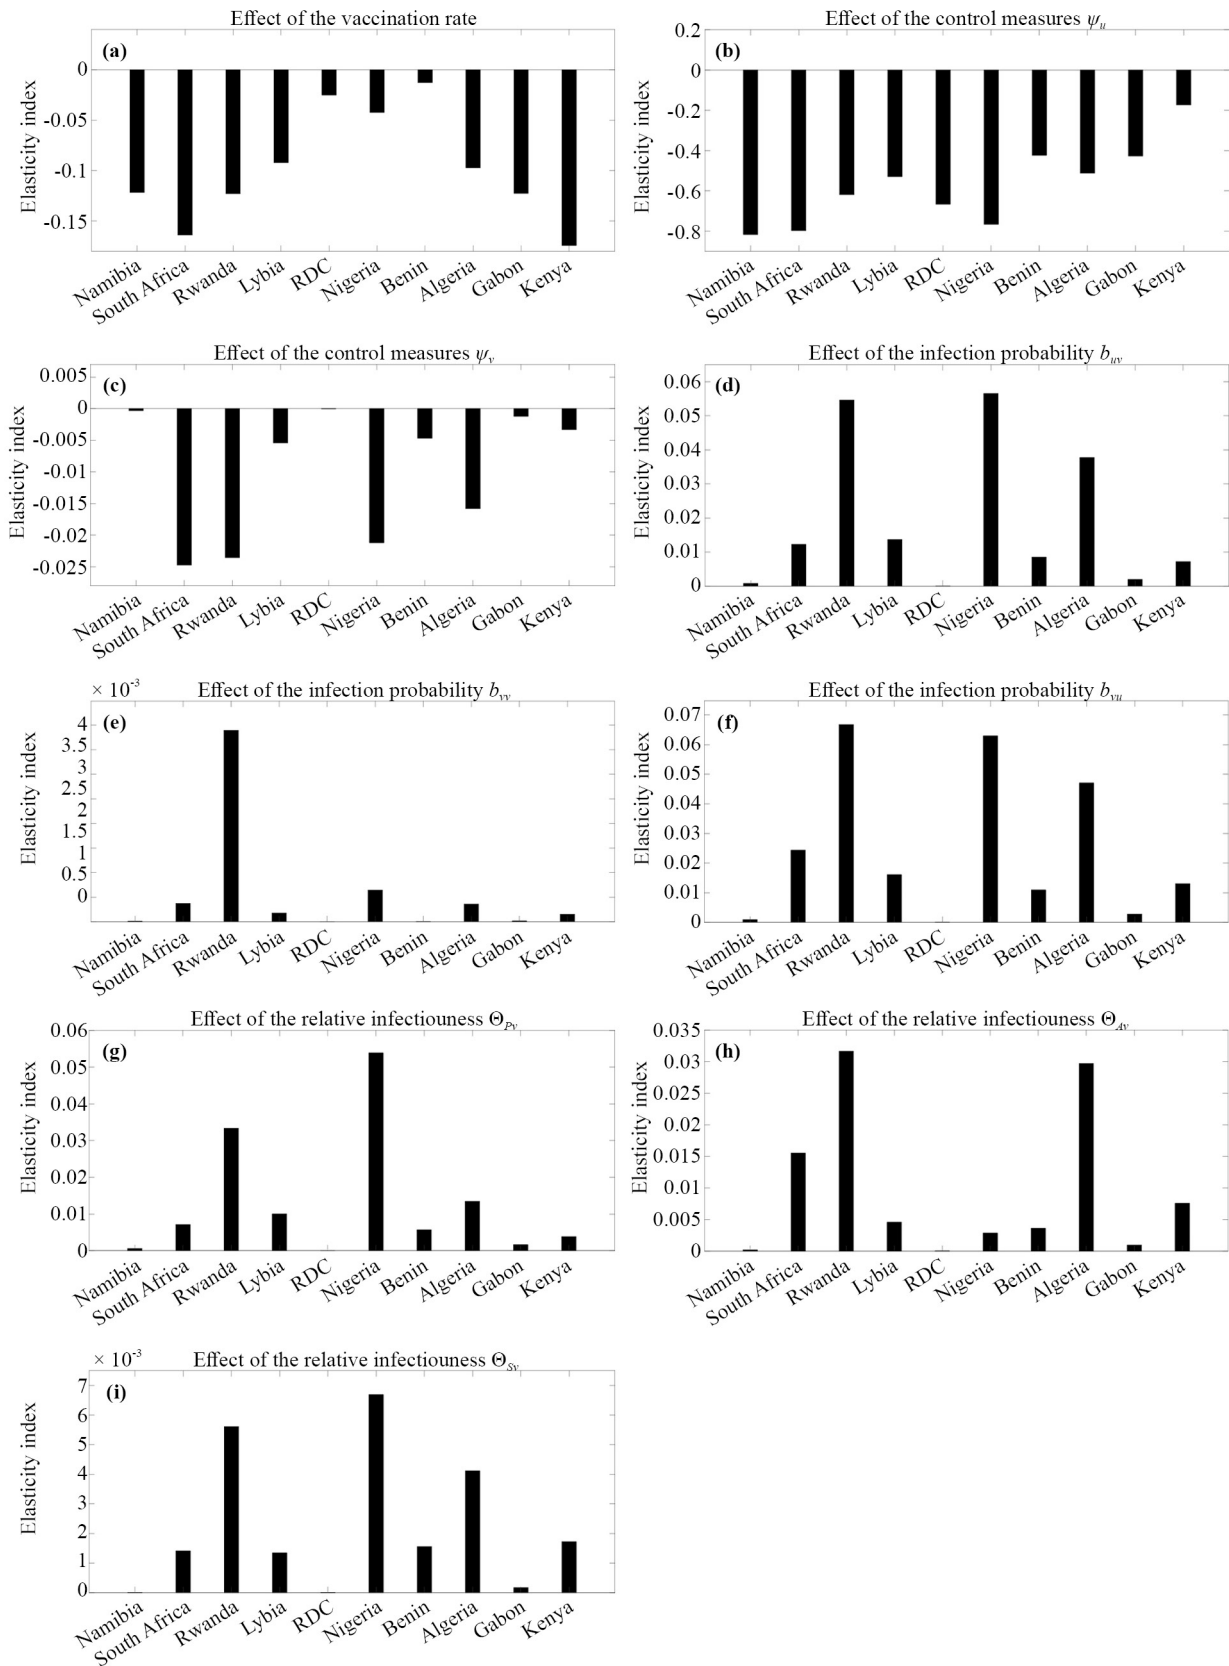 Effect of the vaccination rate
(a)
Elasticity index
0
-0.05
-0.1
-0.15
Namibia
South Africa
Rwanda
Lybia
RDC
Nigeria
Benin
Algeria
Gabon
Kenya
Effect of the control measures ψu
(b)
Elasticity index
0.2
0
-0.2
-0.4
-0.6
-0.8
Namibia
South Africa
Rwanda
Lybia
RDC
Nigeria
Benin
Algeria
Gabon
Kenya
Effect of the control measures ψv
(c)
Elasticity index
0.005
0
-0.005
-0.01
-0.015
-0.02
-0.025
Namibia
South Africa
Rwanda
Lybia
RDC
Nigeria
Benin
Algeria
Gabon
Kenya
Effect of the infection probability buv
(d)
Elasticity index
0.06
0.05
0.04
0.03
0.02
0.01
0
Namibia
South Africa
Rwanda
Lybia
RDC
Nigeria
Benin
Algeria
Gabon
Kenya
× 10-3
Effect of the infection probability bvv
(e)
Elasticity index
4
3.5
3
2.5
2
1.5
1
0.5
0
Namibia
South Africa
Rwanda
Lybia
RDC
Nigeria
Benin
Algeria
Gabon
Kenya
Effect of the infection probability bvu
(f)
Elasticity index
0.07
0.06
0.05
0.04
0.03
0.02
0.01
0
Namibia
South Africa
Rwanda
Lybia
RDC
Nigeria
Benin
Algeria
Gabon
Kenya
Effect of the relative infectiouness ΘPv
(g)
Elasticity index
0.06
0.05
0.04
0.03
0.02
0.01
0
Namibia
South Africa
Rwanda
Lybia
RDC
Nigeria
Benin
Algeria
Gabon
Kenya
Effect of the relative infectiouness ΘAv
(h)
Elasticity index
0.035
0.03
0.025
0.02
0.015
0.01
0.005
0
Namibia
South Africa
Rwanda
Lybia
RDC
Nigeria
Benin
Algeria
Gabon
Kenya
× 10-3
Effect of the relative infectiouness ΘSv
(i)
Elasticity index
7
6
5
4
3
2
1
0
Namibia
South Africa
Rwanda
Lybia
RDC
Nigeria
Benin
Algeria
Gabon
Kenya